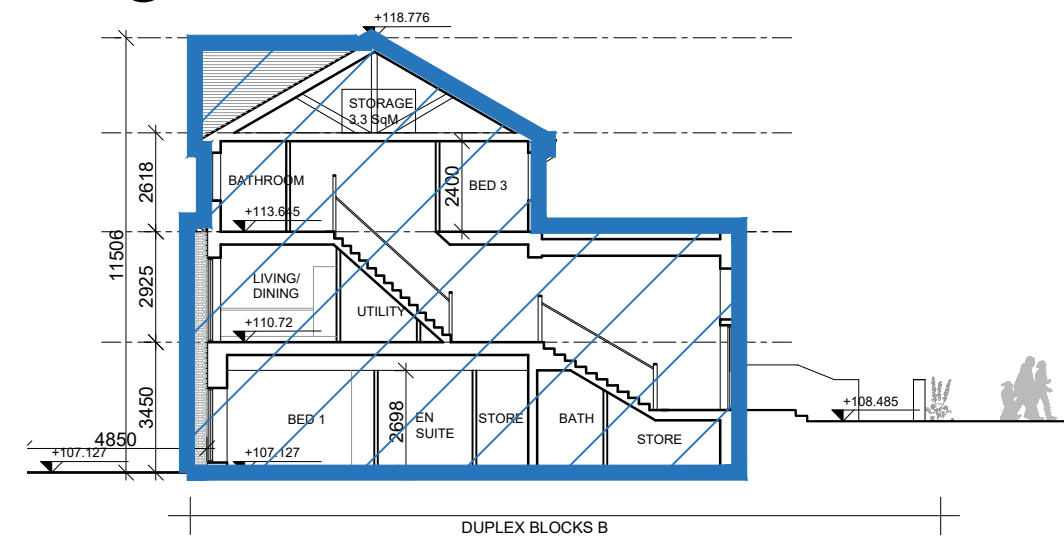 +118.776
STORAGE
3.3 SqM
2618
BATHROOM
2400
BED 3
+113.645
11506
2925
LIVING/
DINING
UTILITY
+110.72
3450
BED 1
2698
EN
SUITE
STORE
BATH
STORE
+108.485
4850
+107.127
+107.127
DUPLEX BLOCKS B